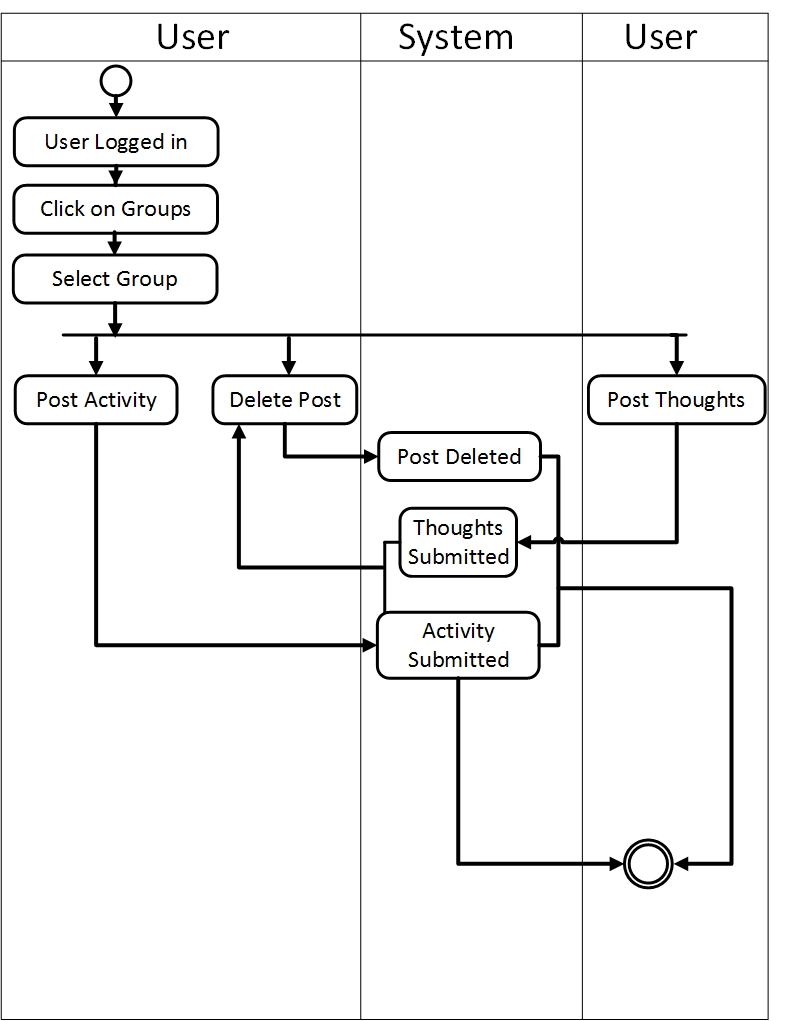 User
System
User
User Logged in
Click on Groups
Select Group
Post Activity
Delete Post
Post Thoughts
Post Deleted
Thoughts
Submitted
Activity
Submitted